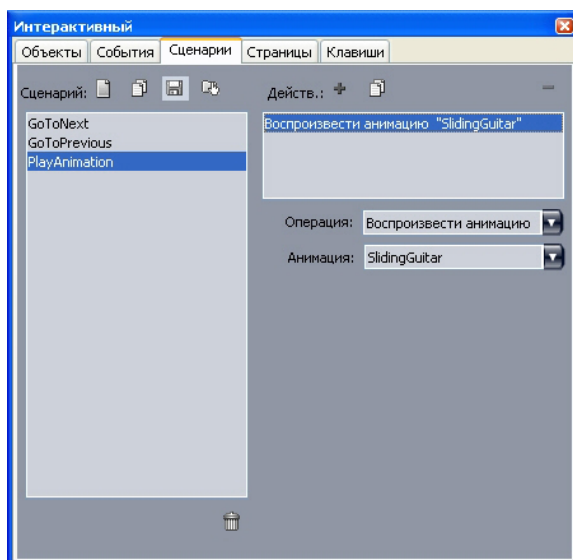 Интерактивный
Объекты События Сценарии Страницы Клавиши
Сценарий: Действ.:
GoToNext
GoToPrevious
PlayAnimation
Воспроизвести анимацию "SlidingGuitar"
Операция: Воспроизвести анимацию
Анимация: SlidingGuitar